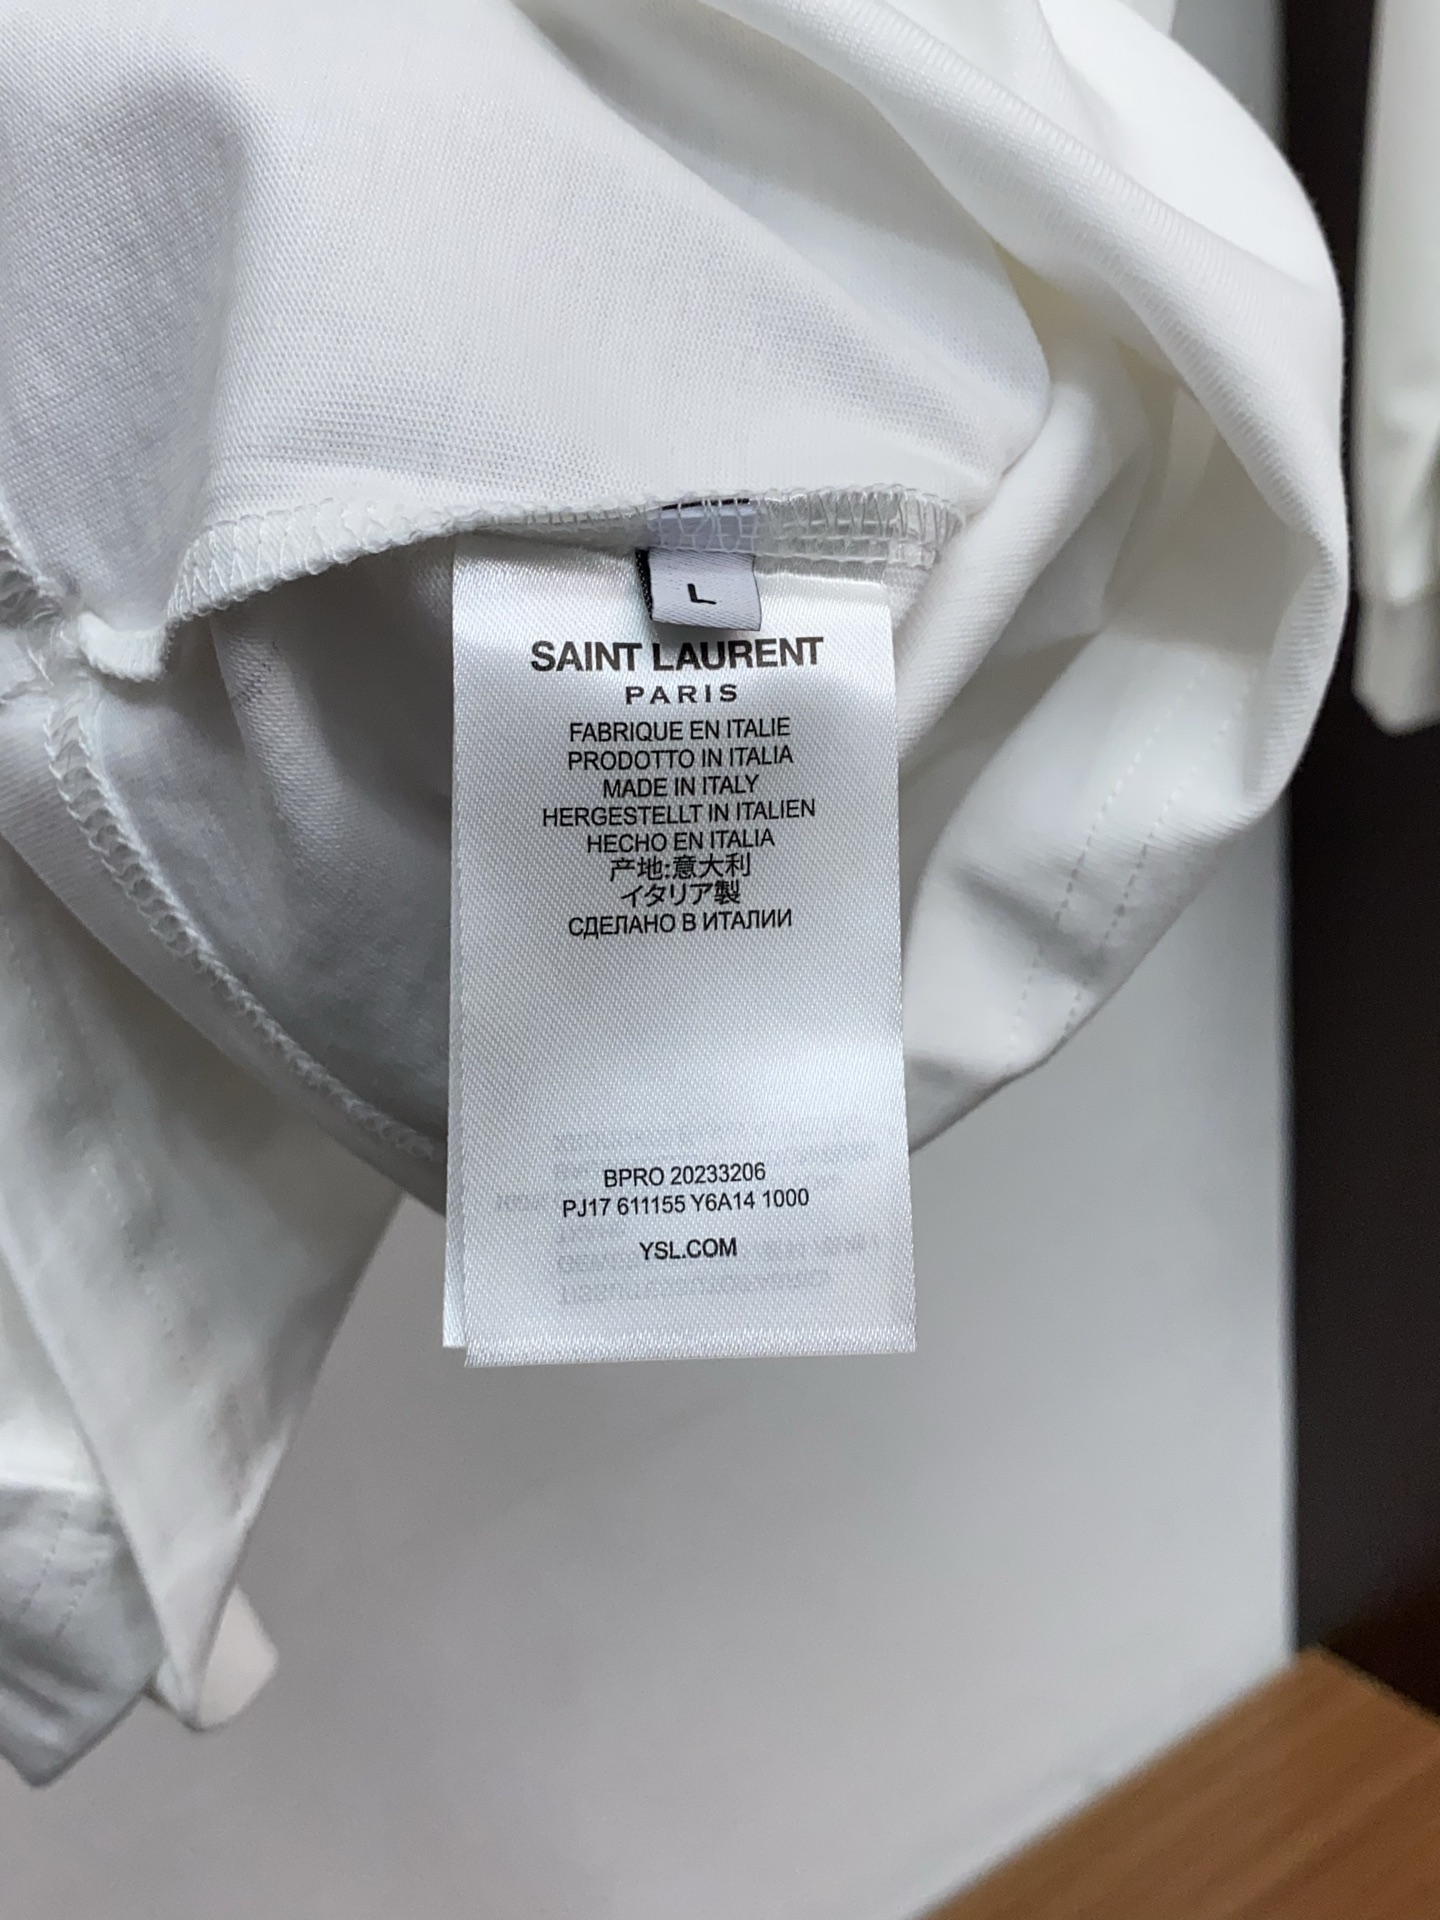 L
SAINT LAURENT
PARIS
FABRIQUE EN ITALIE
PRODOTTO IN ITALIA
MADE IN ITALY
HERGESTELLT IN ITALIEN
HECHO EN ITALIA
产地:意大利
イタリア製
СДЕЛАНО В ИТАЛИИ
BPRO 20233206
PJ17 611155 Y6A14 1000
YSL.COM